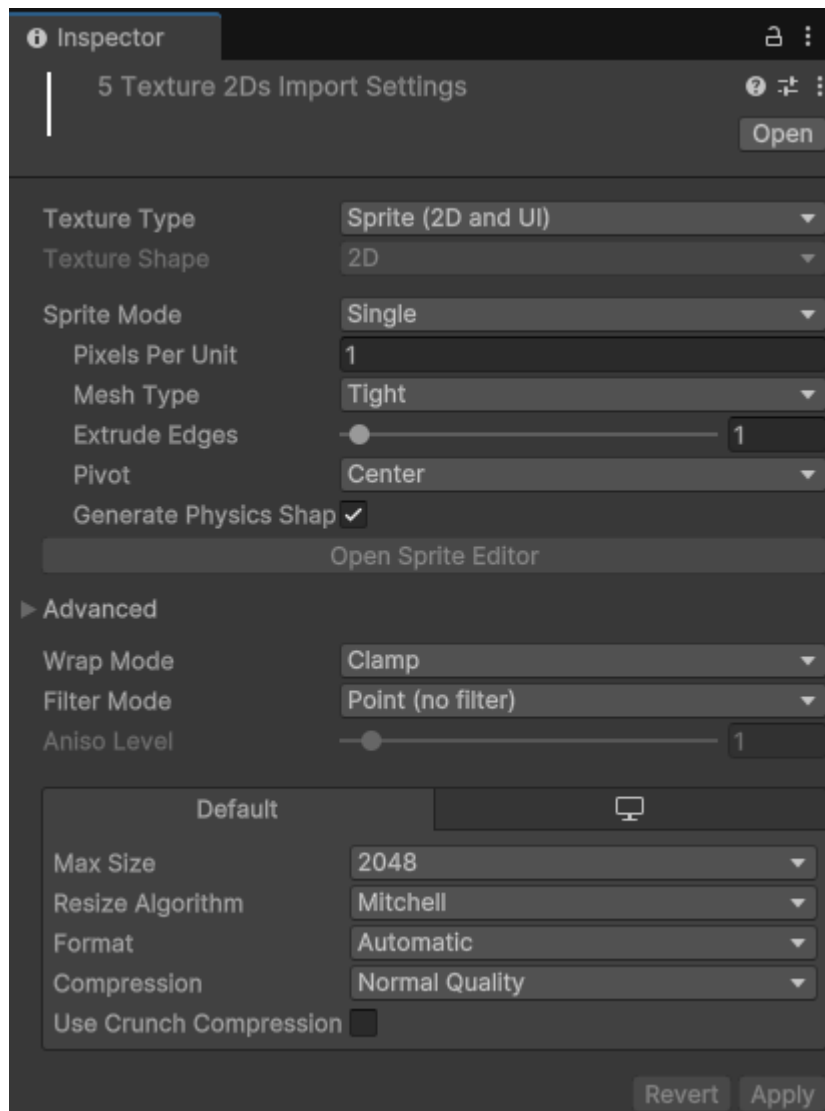 Inspector
5 Texture 2Ds Import Settings
Open
Texture Type Sprite (2D and UI)
Texture Shape 2D
Sprite Mode Single
Pixels Per Unit 1
Mesh Type Tight
Extrude Edges 1
Pivot Center
Generate Physics Shap
Open Sprite Editor
Advanced
Wrap Mode Clamp
Filter Mode Point (no filter)
Aniso Level 1
Default
Max Size 2048
Resize Algorithm Mitchell
Format Automatic
Compression Normal Quality
Use Crunch Compression
Revert Apply